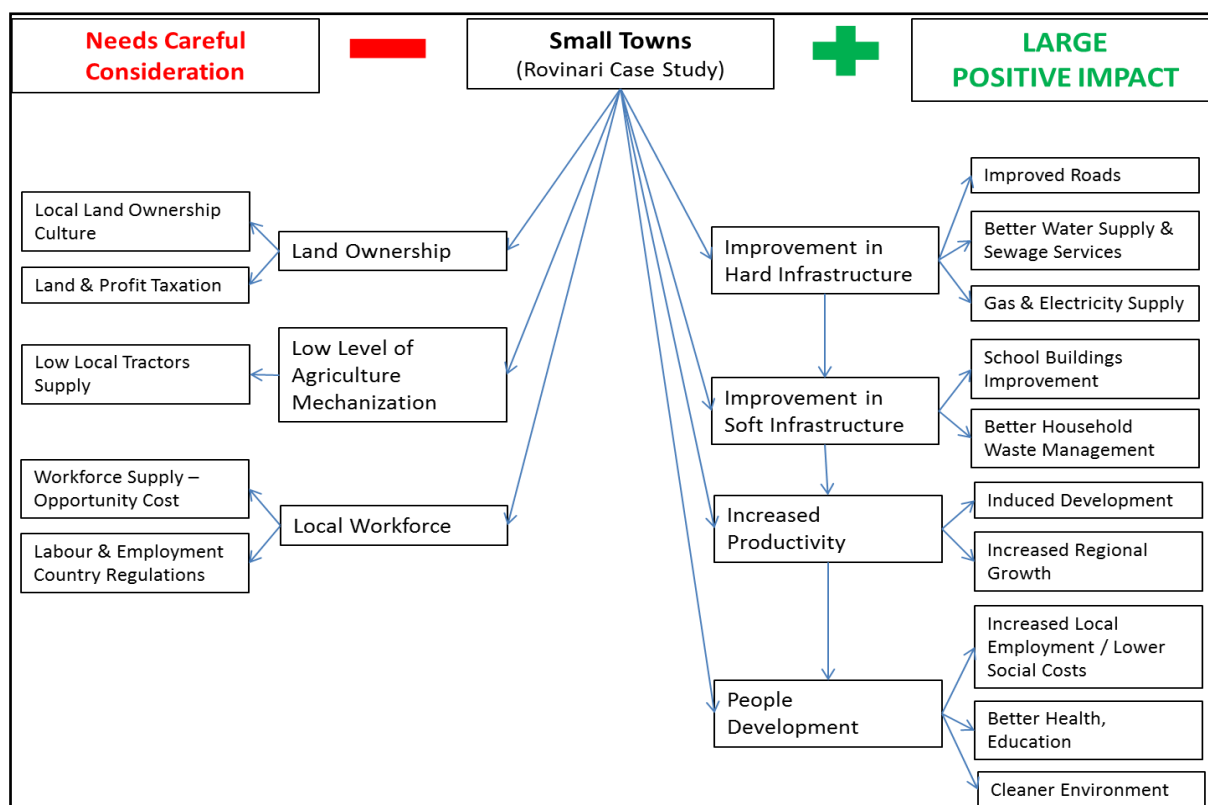 Needs Careful
Consideration
Small Towns
(Rovinari Case Study)
LARGE
POSITIVE IMPACT
Local Land Ownership
Culture
Land & Profit Taxation
Land Ownership
Low Local Tractors
Supply
Low Level of
Agriculture
Mechanization
Workforce Supply –
Opportunity Cost
Labour & Employment
Country Regulations
Local Workforce
Improvement in
Hard Infrastructure
Improved Roads
Better Water Supply &
Sewage Services
Gas & Electricity Supply
Improvement in
Soft Infrastructure
School Buildings
Improvement
Better Household
Waste Management
Increased
Productivity
Induced Development
Increased Regional
Growth
People
Development
Increased Local
Employment / Lower
Social Costs
Better Health,
Education
Cleaner Environment